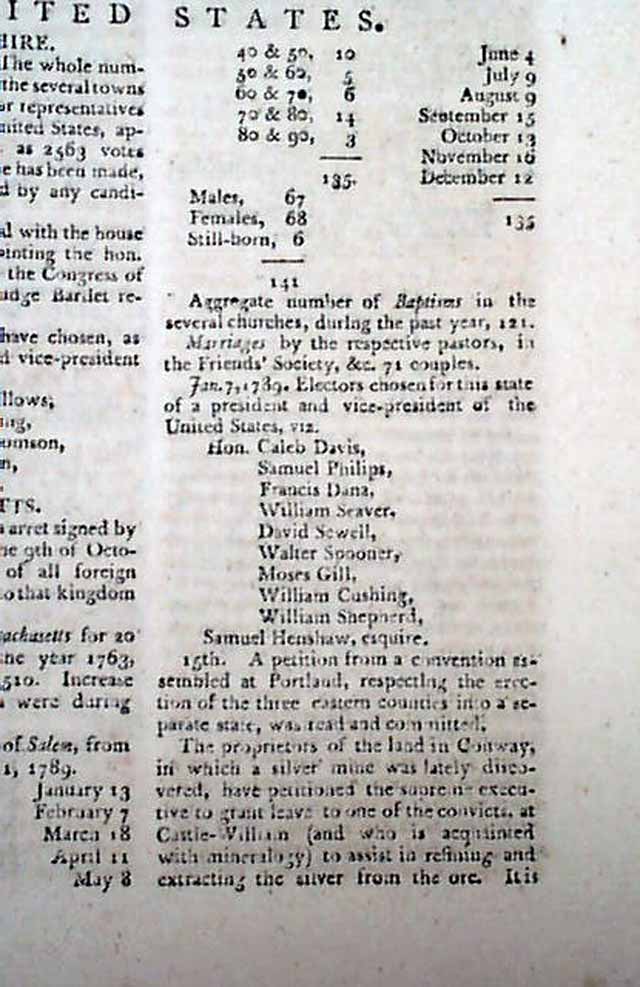 ITED STATES.
HIRE.
The whole num-
the several towns
or representatives
nited States, ap-
as 2563 votes
e has been made,
d by any candi-
d with the house
inting the hon.
the Congress of
udge Bartlet re-
have chosen, as
d vice-president
llows;
ng,
omson,
n,
TTS.
arret signed by
he 9th of Octo-
of all foreign
to that kingdom
sachusetts for 20
he year 1763,
510. Increase
were during
of Salem, from
1, 1789.
January 13
February 7
March 18
April 11
May 8
40 & 50, 10
50 & 60, 5
60 & 70, 6
70 & 80, 14
80 & 90, 3
135.
Males, 67
Females, 68
Still-born, 6
141
June 4
July 9
August 9
September 15
October 13
November 16
December 12
135
Aggregate number of Baptisms in the
several churches, during the past year, 121.
Marriages by the respective pastors, in
the Friends' Society, &c. 71 couples.
Jan. 7, 1789. Electors chosen for this state
of a president and vice-president of the
United States, viz.
Hon. Caleb Davis,
Samuel Philips,
Francis Dana,
William Seaver,
David Sewell,
Walter Spooner,
Moses Gill,
William Cushing,
William Shepherd,
Samuel Henshaw, esquire.
15th. A petition from a convention as-
sembled at Portland, respecting the erec-
tion of the three eastern counties into a se-
parate state, was read and committed.
The proprietors of the land in Conway,
in which a silver mine was lately disco-
vered, have petitioned the supreme execu-
tive to grant leave to one of the convicts, at
Castle-William (and who is acquainted
with mineralogy) to assist in refining and
extracting the silver from the ore. It is